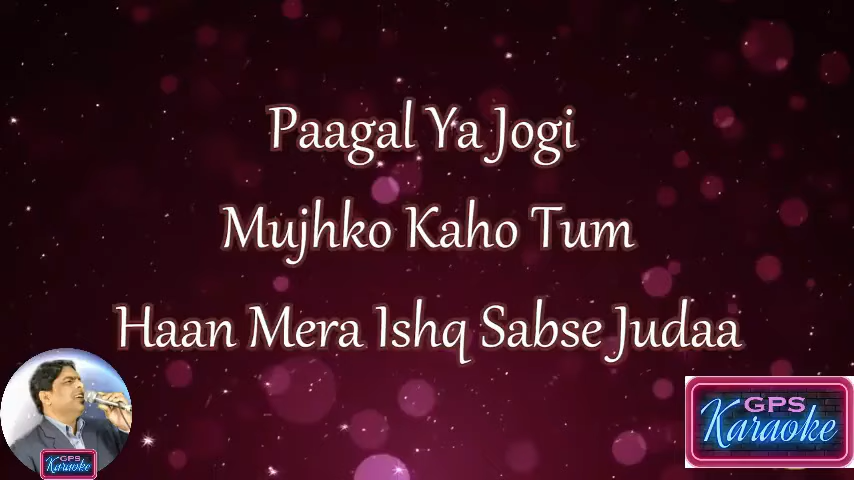 Paagal Ya Jogi
Mujhko Kaho Tum
Haan Mera Ishq Sabse Judaa
GPS
Karaoke
GPS
Karaoke